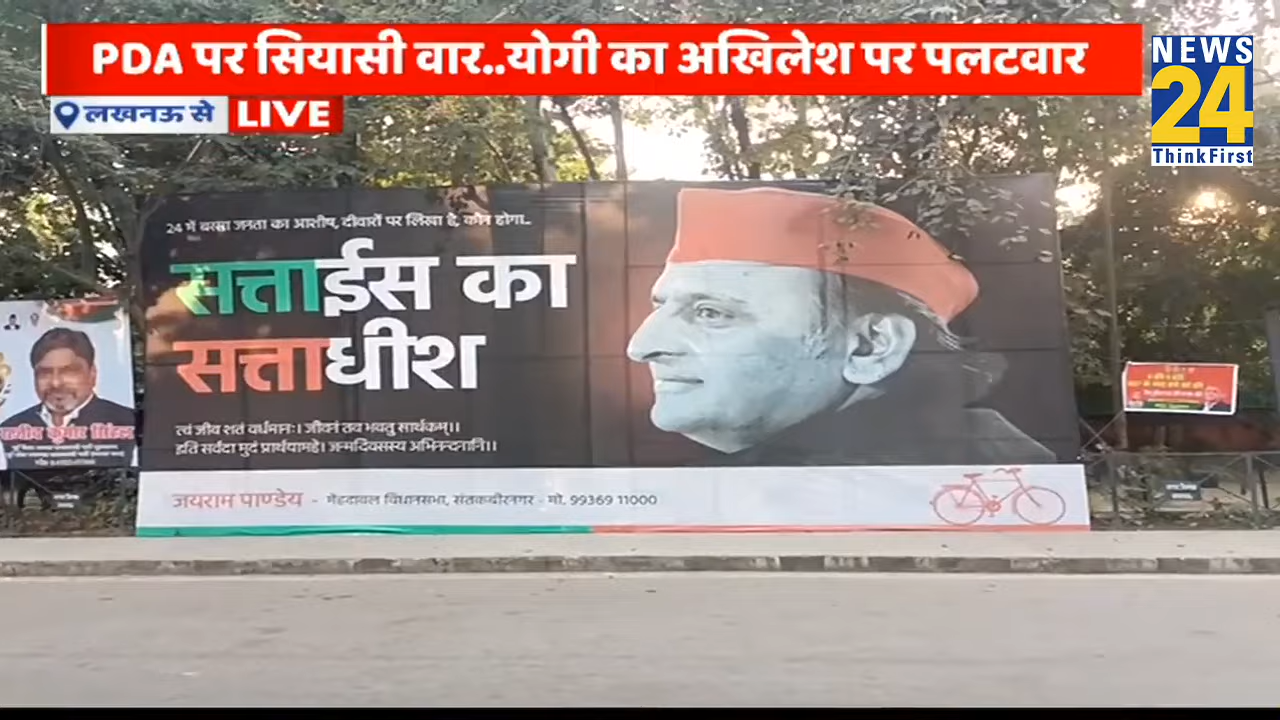 PDA पर सियासी वार..योगी का अखिलेश पर पलटवार
NEWS
24
ThinkFirst
लखनऊ से LIVE
24 में बरसा जनता का आशीष, दीवारों पर लिखा है, कौन होगा..
सत्ताईस का
सत्ताधीश
त्वं जीव शतं वर्धमानः। जीवनं तव भवतु सार्थकम्।।
इति सर्वदा मुदं प्रार्थयामहे। जन्मदिवसस्य अभिनन्दनानि।।
जयराम पाण्डेय - मेंहदावल विधानसभा, संतकबीरनगर - मो. 99369 11000